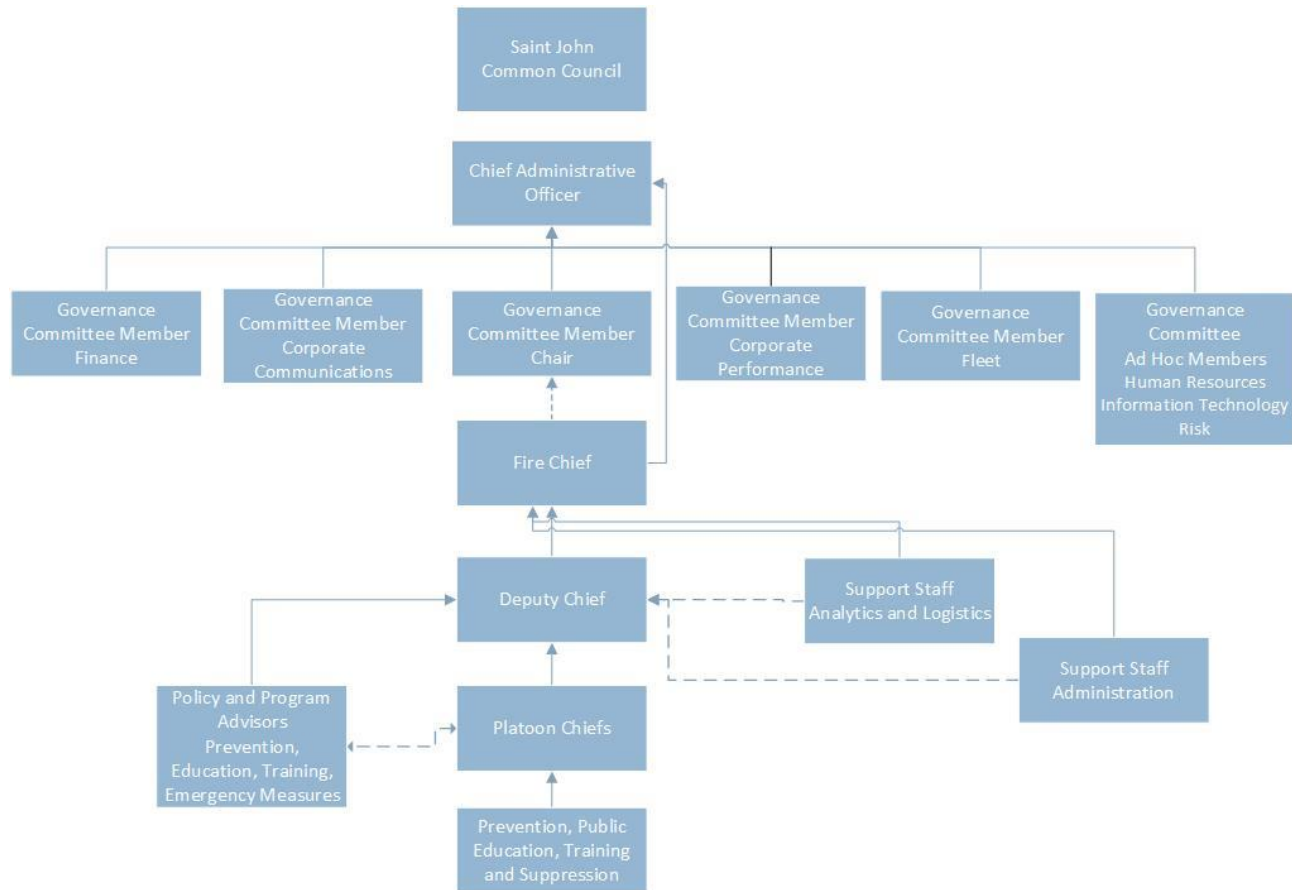 Saint John
Common Council
Chief Administrative
Officer
Governance
Committee Member
Finance
Governance
Committee Member
Corporate
Communications
Governance
Committee Member
Chair
Governance
Committee Member
Corporate
Performance
Governance
Committee Member
Fleet
Governance
Committee
Ad Hoc Members
Human Resources
Information Technology
Risk
Fire Chief
Deputy Chief
Support Staff
Analytics and Logistics
Support Staff
Administration
Policy and Program
Advisors
Prevention,
Education, Training,
Emergency Measures
Platoon Chiefs
Prevention, Public
Education, Training
and Suppression